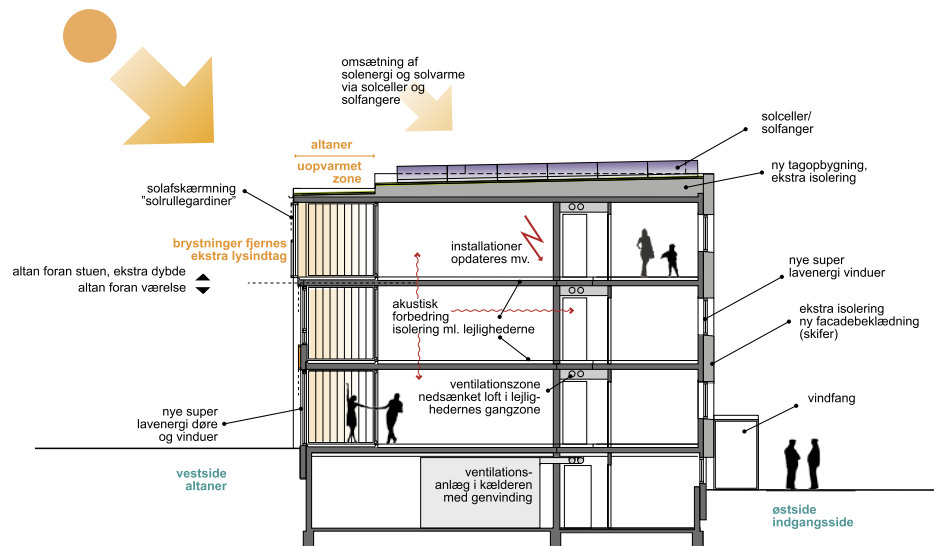 omsætning af
solenergi og solvarme
via solceller og
solfangere
solceller/
solfanger
altaner
uopvarmet
zone
ny tagopbygning,
ekstra isolering
solafskærmning
"solrullegardiner"
brystninger fjernes
ekstra lysindtag
installationer
opdateres mv.
altan foran stuen, ekstra dybde
altan foran værelse
nye super
lavenergi vinduer
akustisk
forbedring
isolering ml. lejlighederne
ekstra isolering
ny facadebeklædning
(skifer)
ventilationszone
nedsænket loft i lejlig-
hedernes gangzone
vindfang
nye super
lavenergi døre
og vinduer
vestside
altaner
ventilations-
anlæg i kælderen
med genvinding
østside
indgangsside